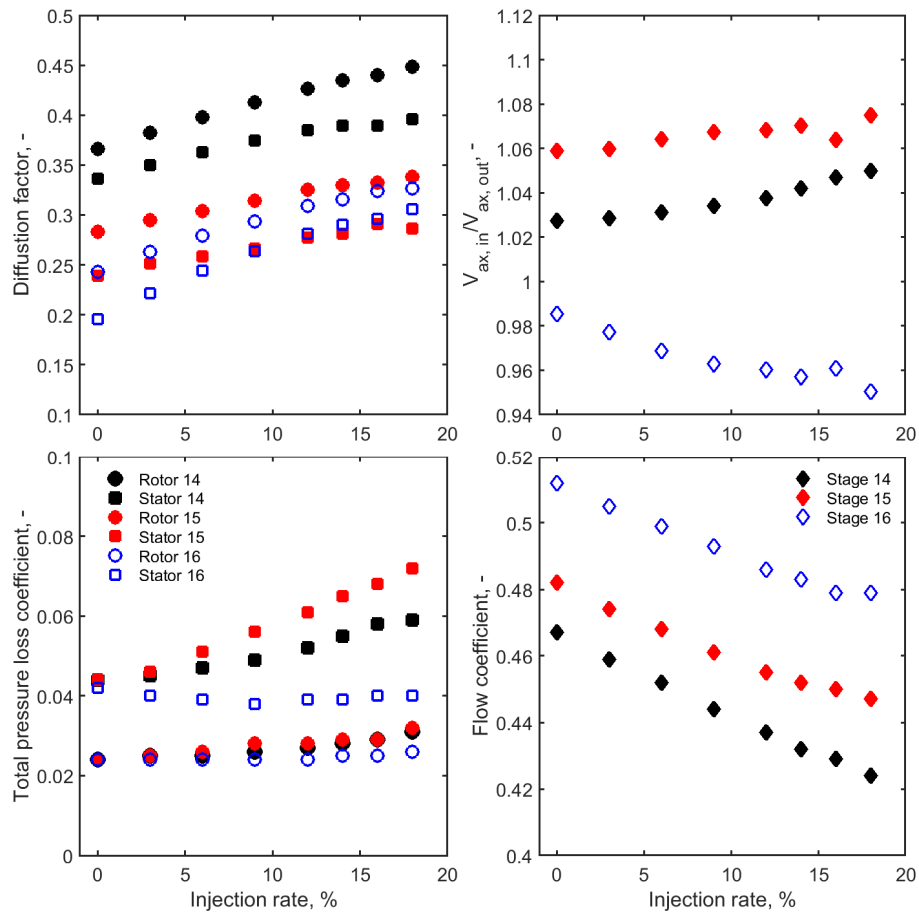 0.5
0.45
0.4
0.35
0.3
0.25
0.2
0.15
0.1
Diffustion factor, -
0 5 10 15 20
1.12
1.1
1.08
1.06
1.04
1.02
1
0.98
0.96
0.94
Vax, in/Vax, out, -
0 5 10 15 20
0.1
0.08
0.06
0.04
0.02
0
Total pressure loss coefficient, -
Rotor 14
Stator 14
Rotor 15
Stator 15
Rotor 16
Stator 16
0 5 10 15 20
Injection rate, %
0.52
0.5
0.48
0.46
0.44
0.42
0.4
Flow coefficient, -
Stage 14
Stage 15
Stage 16
0 5 10 15 20
Injection rate, %